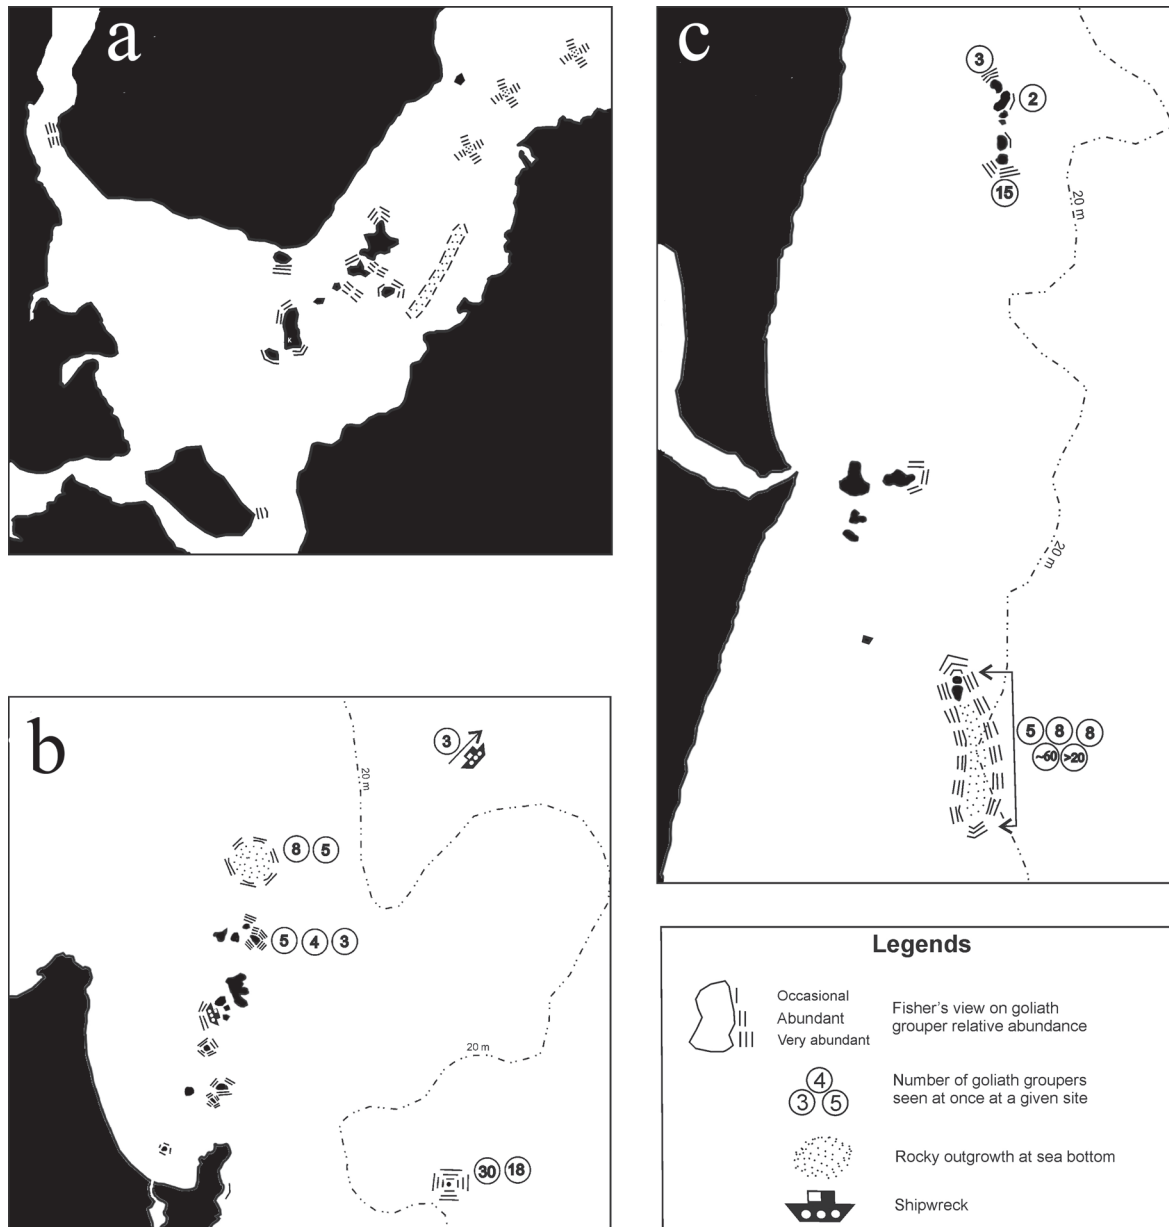 a
K
b
20 m
3
8 5
5 4 3
20 m
30 18
c
3
2
15
20 m
20 m
5 8 8
~60 >20
Legends
Occasional
Abundant
Very abundant
Fisher's view on goliath
grouper relative abundance
4
3 5
Number of goliath groupers
seen at once at a given site
Rocky outgrowth at sea bottom
Shipwreck